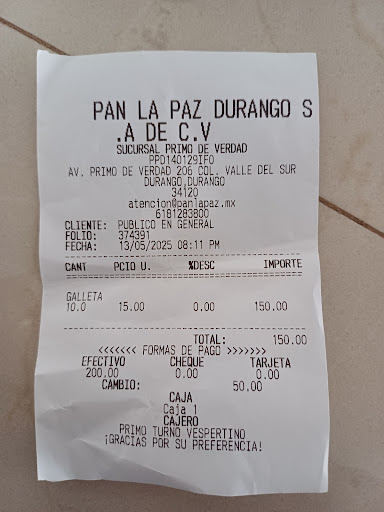 PAN LA PAZ DURANGO S
.A DE C.V
SUCURSAL PRIMO DE VERDAD
PPD140129IF0
AV. PRIMO DE VERDAD 206 COL. VALLE DEL SUR
DURANGO,DURANGO
34120
atencion@panlapaz.mx
6181283800
CLIENTE: PUBLICO EN GENERAL
FOLIO: 374391
FECHA: 13/05/2025 08:11 PM
CANT PCIO U. %DESC IMPORTE
GALLETA
10.0 15.00 0.00 150.00
TOTAL: 150.00
<<<<<<< FORMAS DE PAGO >>>>>>>
EFECTIVO CHEQUE TARJETA
200.00 0.00 0.00
CAMBIO: 50.00
CAJA
Caja 1
CAJERO
PRIMO TURNO VESPERTINO
¡GRACIAS POR SU PREFERENCIA!